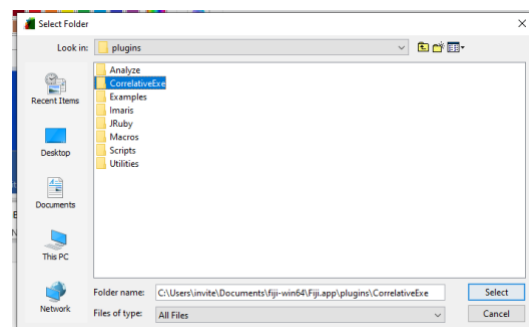 Select Folder
Look in: plugins
Recent Items
Desktop
Documents
This PC
Network
Analyze
CorrelativeExe
Examples
Imaris
JRuby
Macros
Scripts
Utilities
Folder name: C:\Users\invite\Documents\fiji-win64\Fiji.app\plugins\CorrelativeExe Select
Files of type: All Files Cancel